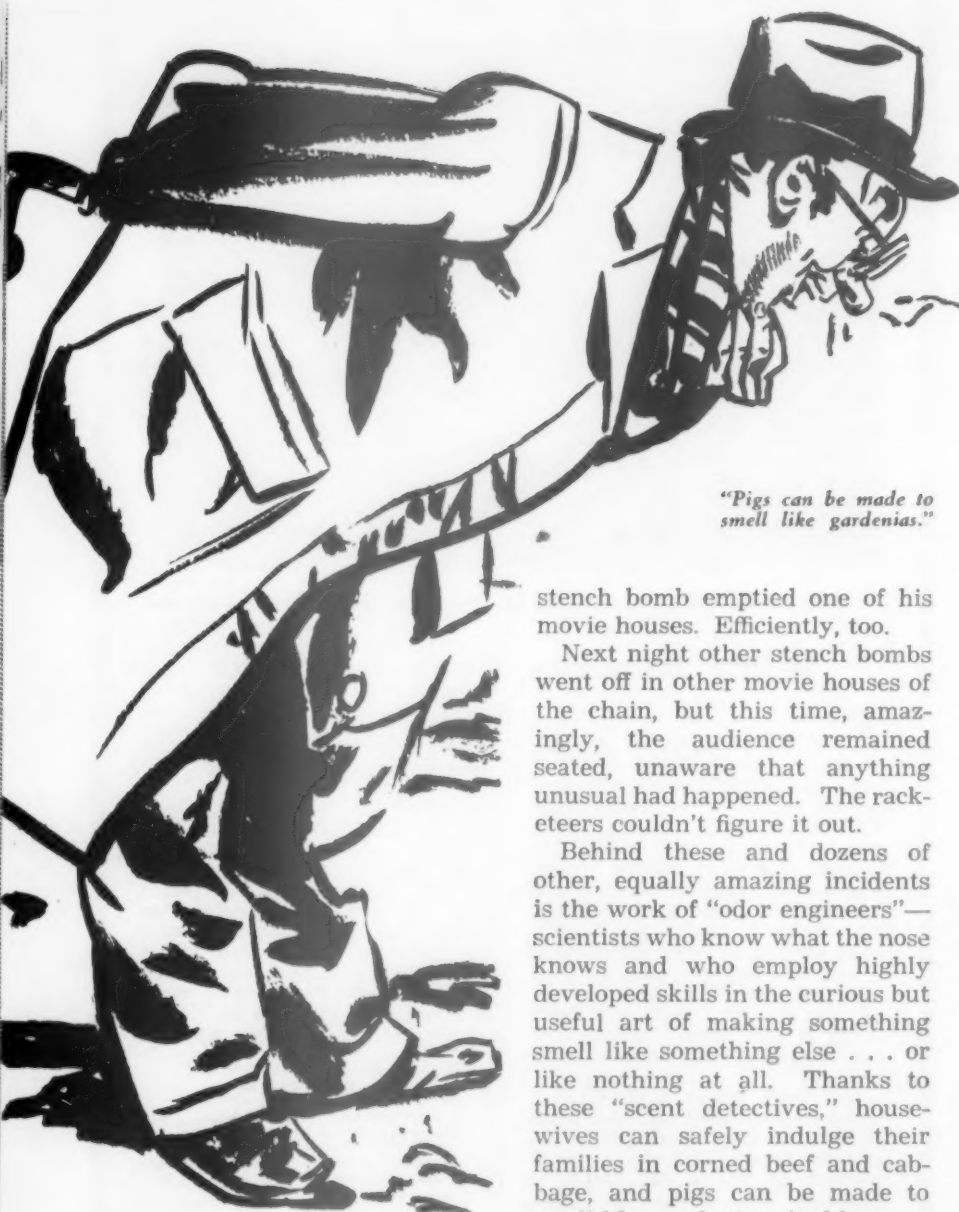 "Pigs can be made to
smell like gardenias."
stench bomb emptied one of his
movie houses. Efficiently, too.
Next night other stench bombs
went off in other movie houses of
the chain, but this time, amaz-
ingly, the audience remained
seated, unaware that anything
unusual had happened. The rack-
eteers couldn't figure it out.
Behind these and dozens of
other, equally amazing incidents
is the work of "odor engineers"—
scientists who know what the nose
knows and who employ highly
developed skills in the curious but
useful art of making something
smell like something else . . . or
like nothing at all. Thanks to
these "scent detectives," house-
wives can safely indulge their
families in corned beef and cab-
bage, and pigs can be made to